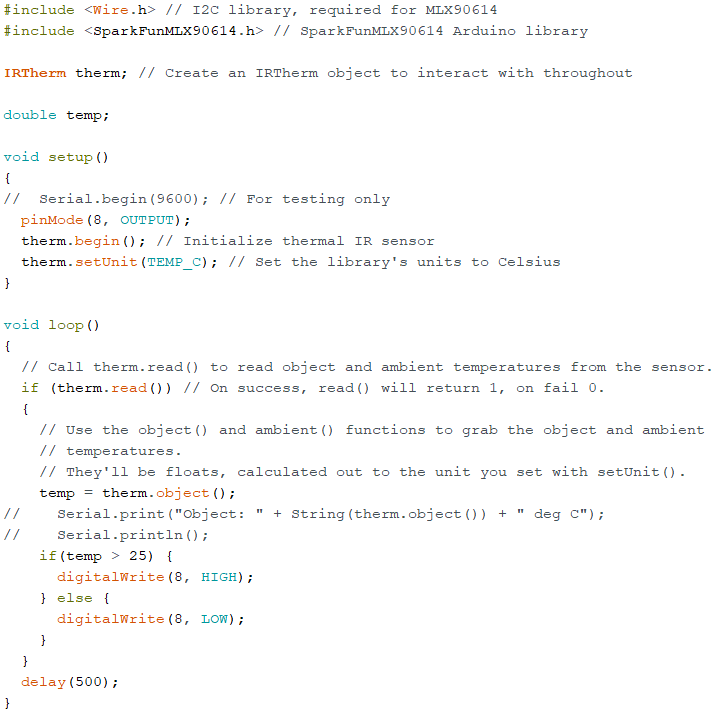 #include <Wire.h> // I2C library, required for MLX90614
#include <SparkFunMLX90614.h> // SparkFunMLX90614 Arduino library

IRTherm therm; // Create an IRTherm object to interact with throughout

double temp;

void setup()
{
//  Serial.begin(9600); // For testing only
  pinMode(8, OUTPUT);
  therm.begin(); // Initialize thermal IR sensor
  therm.setUnit(TEMP_C); // Set the library's units to Celsius
}

void loop()
{
  // Call therm.read() to read object and ambient temperatures from the sensor.
  if (therm.read()) // On success, read() will return 1, on fail 0.
  {
    // Use the object() and ambient() functions to grab the object and ambient
    // temperatures.
    // They'll be floats, calculated out to the unit you set with setUnit().
    temp = therm.object();
//    Serial.print("Object: " + String(therm.object()) + " deg C");
//    Serial.println();
    if(temp > 25) {
      digitalWrite(8, HIGH);
    } else {
      digitalWrite(8, LOW);
    }
  }
  delay(500);
}